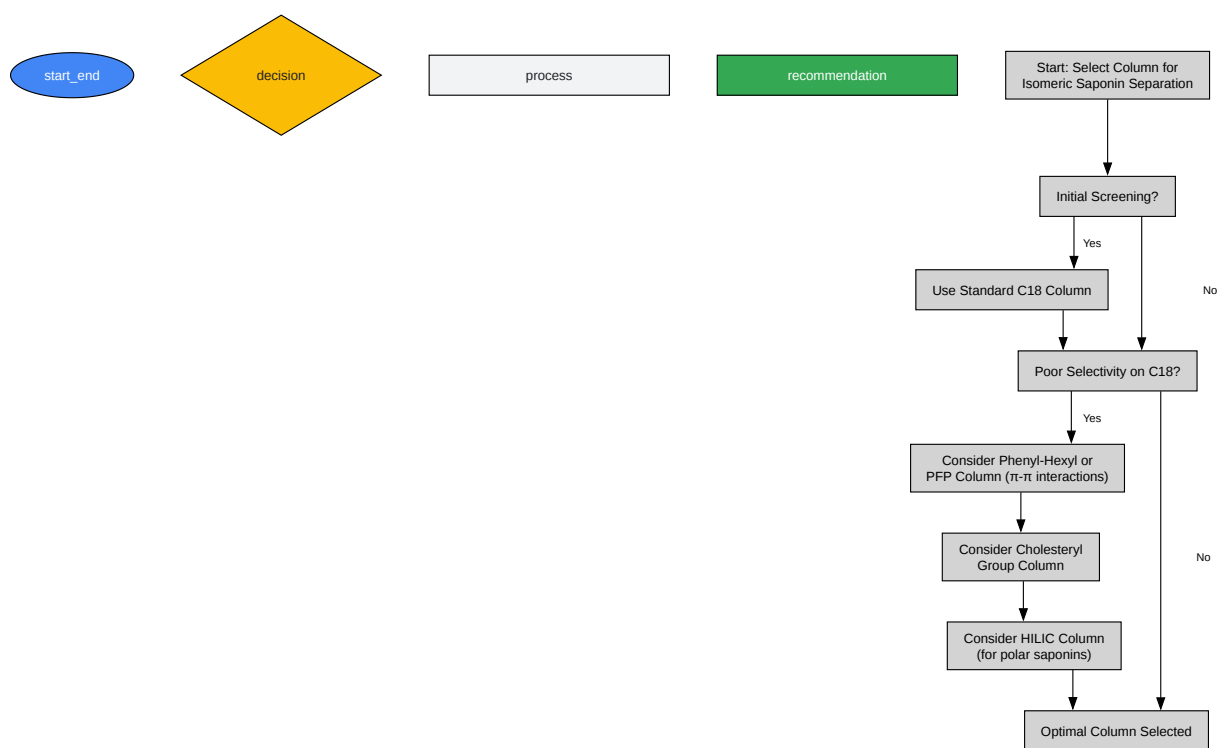 start_end
decision
process
recommendation
Start: Select Column for
Isomeric Saponin Separation
Initial Screening?
Yes
Use Standard C18 Column
No
Poor Selectivity on C18?
Yes
Consider Phenyl-Hexyl or
PFP Column (π-π interactions)
Consider Cholesteryl
Group Column
No
Consider HILIC Column
(for polar saponins)
Optimal Column Selected